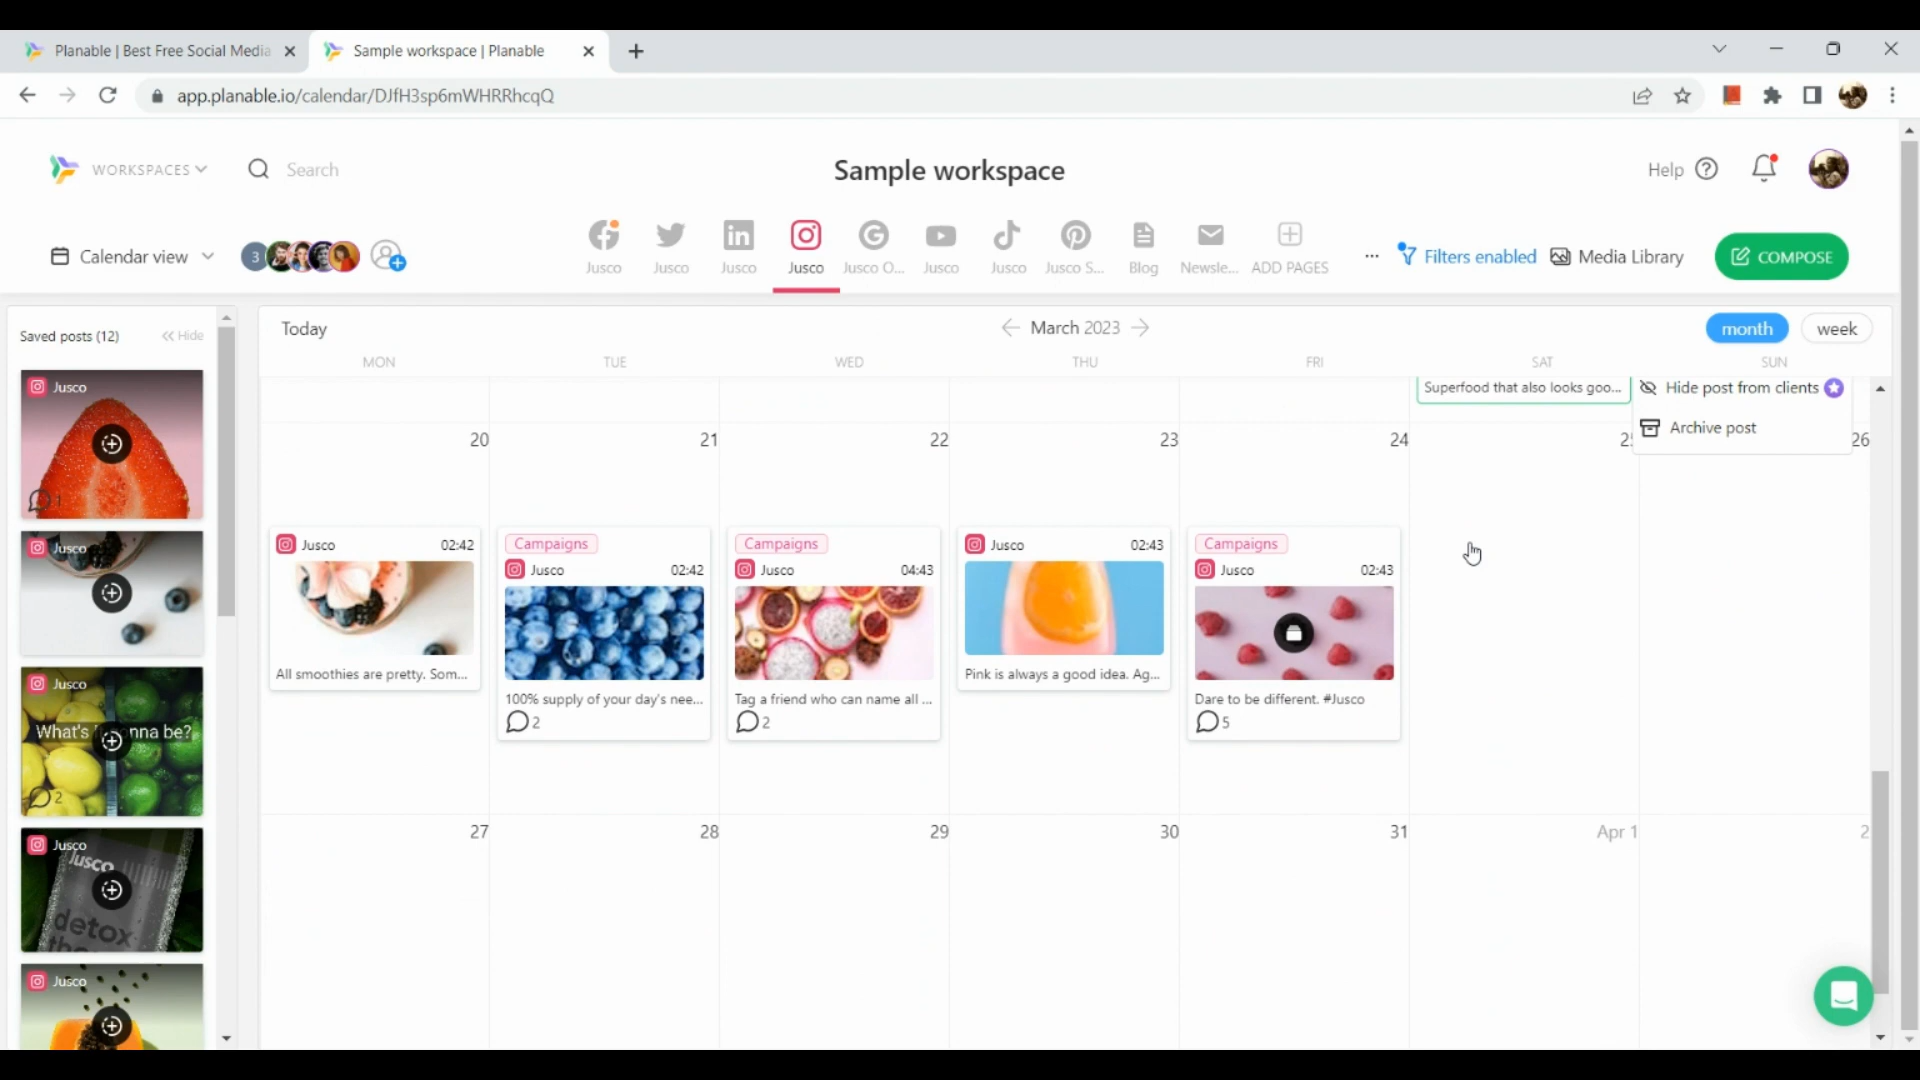 Planable | Best Free Social Media
Sample workspace | Planable
app.planable.io/calendar/DJfH3sp6mWHRRhcqQ
WORKSPACES
Search
Sample workspace
Help
Calendar view
3
Jusco
Jusco
Jusco
Jusco
Jusco O...
Jusco
Jusco
Jusco S...
Blog
Newsle...
ADD PAGES
Filters enabled
Media Library
COMPOSE
Saved posts (12)
Hide
Today
March 2023
month
week
MON TUE WED THU FRI SAT SUN
Superfood that also looks goo...
Hide post from clients
Archive post
20 21 22 23 24 25 26
Jusco 02:42
All smoothies are pretty. Som...
Campaigns
Jusco 02:42
100% supply of your day's nee...
2
Campaigns
Jusco 04:43
Tag a friend who can name all ...
2
Jusco 02:43
Pink is always a good idea. Ag...
Campaigns
Jusco 02:43
Dare to be different. #Jusco
5
27 28 29 30 31 Apr 1 2
Jusco
1
Jusco
Jusco
What's
nna be?
2
Jusco
Jusco
detox
Jusco